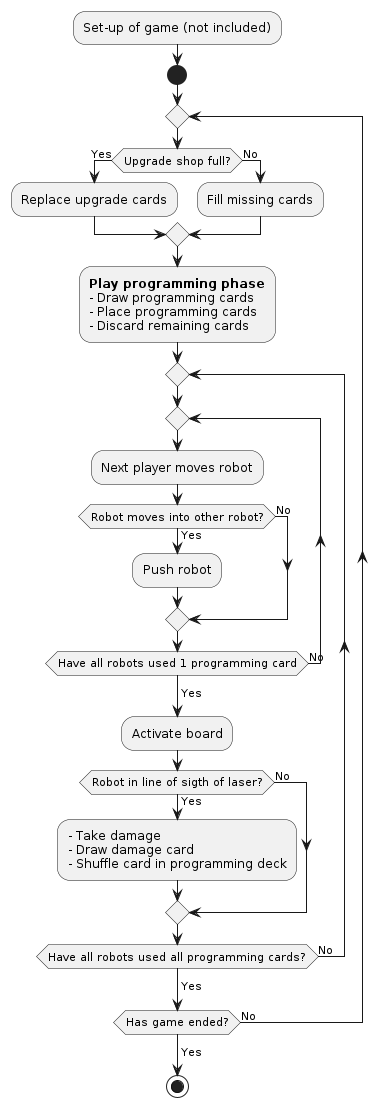 Set-up of game (not included)
Yes
Upgrade shop full?
No
Replace upgrade cards
Fill missing cards
Play programming phase
- Draw programming cards
- Place programming cards
- Discard remaining cards
Next player moves robot
Robot moves into other robot?
No
Yes
Push robot
Have all robots used 1 programming card
No
Yes
Activate board
Robot in line of sigth of laser?
No
Yes
- Take damage
- Draw damage card
- Shuffle card in programming deck
Have all robots used all programming cards?
No
Yes
Has game ended?
No
Yes